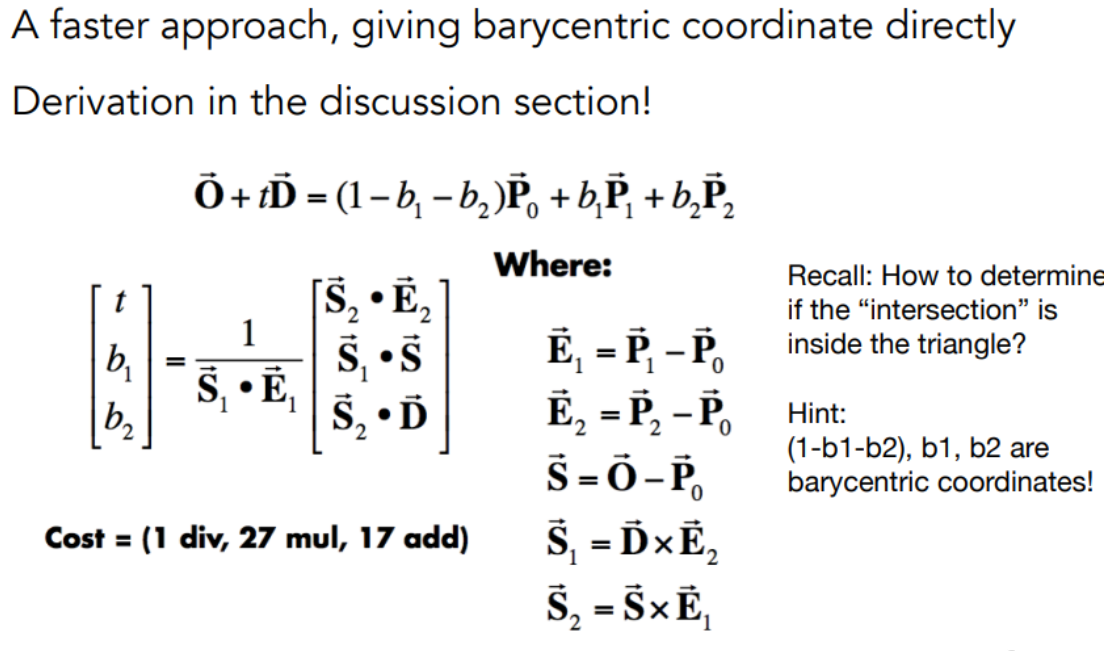 A faster approach, giving barycentric coordinate directly
Derivation in the discussion section!
$\vec{\mathbf{O}} + t\vec{\mathbf{D}} = (1 - b_1 - b_2)\vec{\mathbf{P}}_0 + b_1\vec{\mathbf{P}}_1 + b_2\vec{\mathbf{P}}_2$
$\begin{bmatrix} t \\ b_1 \\ b_2 \end{bmatrix} = \frac{1}{\vec{\mathbf{S}}_1 \bullet \vec{\mathbf{E}}_1} \begin{bmatrix} \vec{\mathbf{S}}_2 \bullet \vec{\mathbf{E}}_2 \\ \vec{\mathbf{S}}_1 \bullet \vec{\mathbf{S}} \\ \vec{\mathbf{S}}_2 \bullet \vec{\mathbf{D}} \end{bmatrix}$
Cost = (1 div, 27 mul, 17 add)
Where:
$\vec{\mathbf{E}}_1 = \vec{\mathbf{P}}_1 - \vec{\mathbf{P}}_0$
$\vec{\mathbf{E}}_2 = \vec{\mathbf{P}}_2 - \vec{\mathbf{P}}_0$
$\vec{\mathbf{S}} = \vec{\mathbf{O}} - \vec{\mathbf{P}}_0$
$\vec{\mathbf{S}}_1 = \vec{\mathbf{D}} \times \vec{\mathbf{E}}_2$
$\vec{\mathbf{S}}_2 = \vec{\mathbf{S}} \times \vec{\mathbf{E}}_1$
Recall: How to determine
if the “intersection” is
inside the triangle?
Hint:
(1-b1-b2), b1, b2 are
barycentric coordinates!